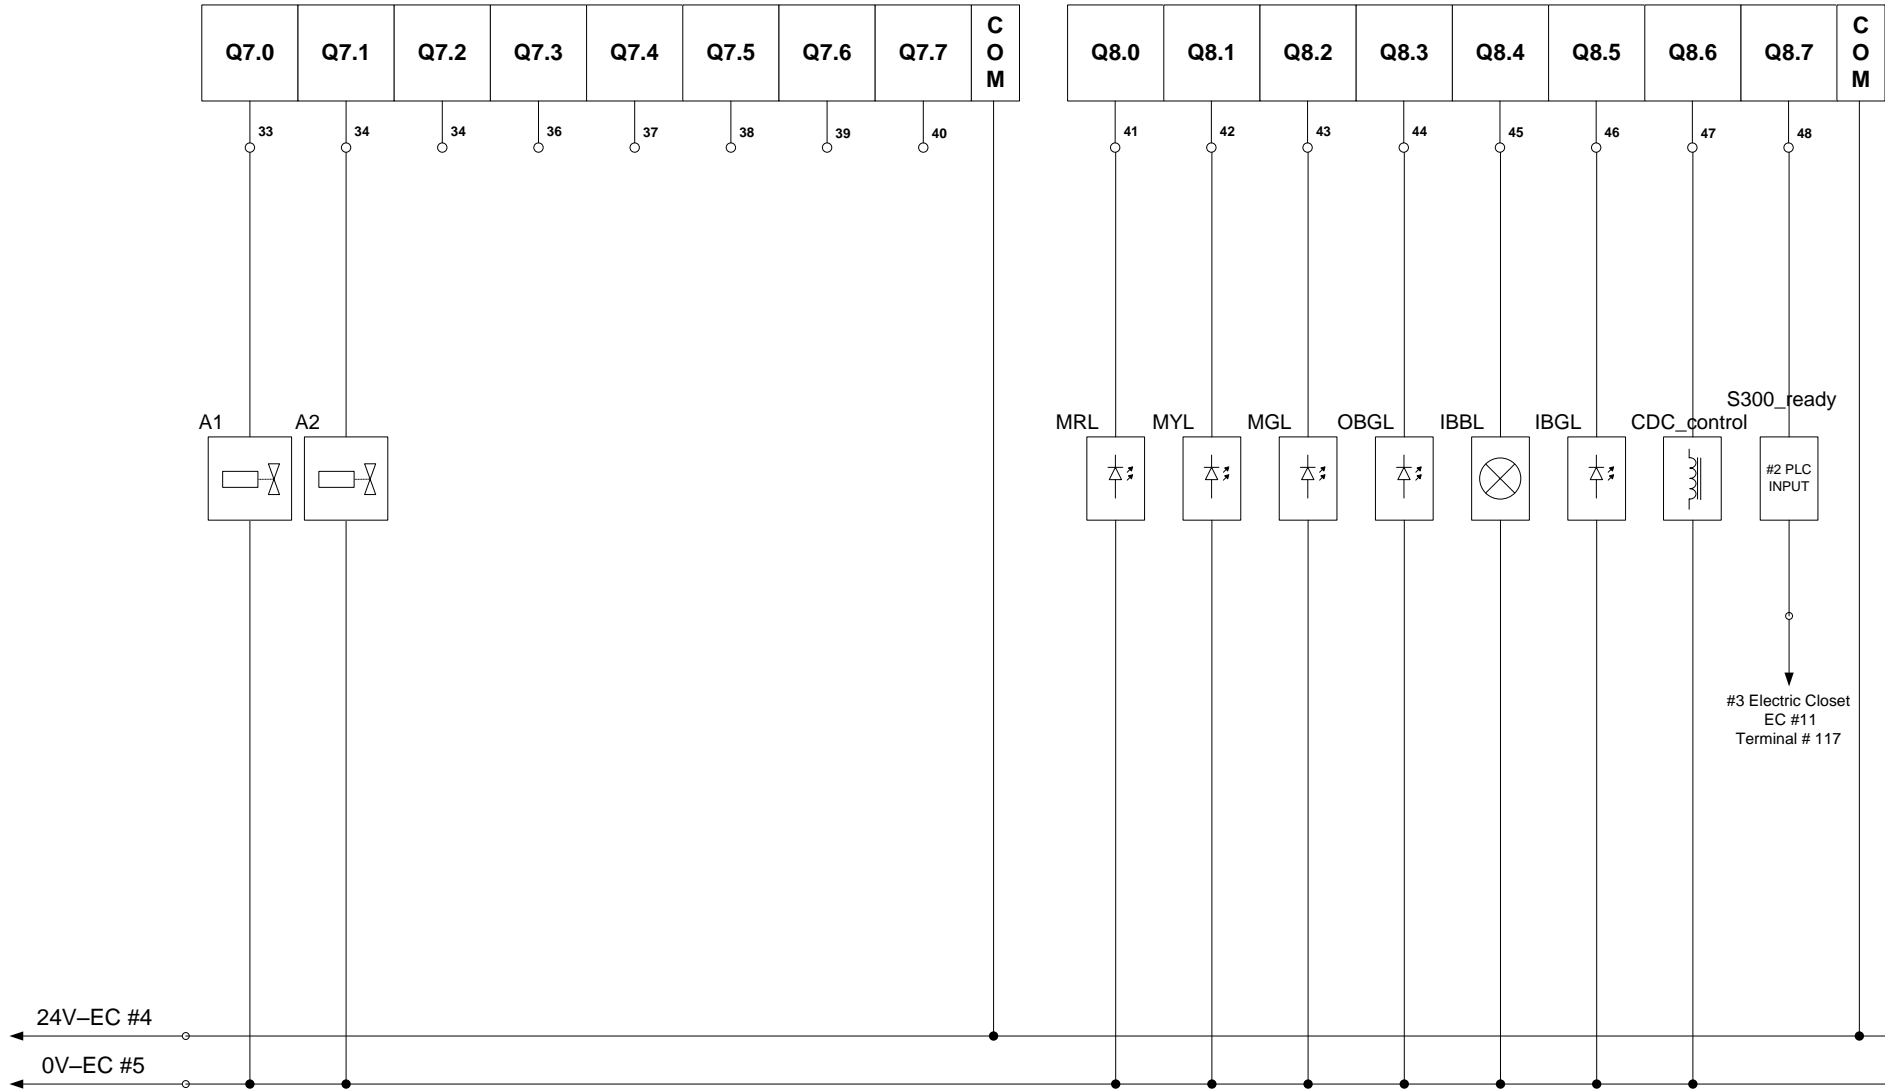 Q7.0 Q7.1 Q7.2 Q7.3 Q7.4 Q7.5 Q7.6 Q7.7 COM Q8.0 Q8.1 Q8.2 Q8.3 Q8.4 Q8.5 Q8.6 Q8.7 COM
33 34 34 36 37 38 39 40 41 42 43 44 45 46 47 48
S300_ready
A1 A2 MRL MYL MGL OBGL IBBL IBGL CDC_control
#2 PLC
INPUT
#3 Electric Closet
EC #11
Terminal # 117
24V–EC #4
0V–EC #5